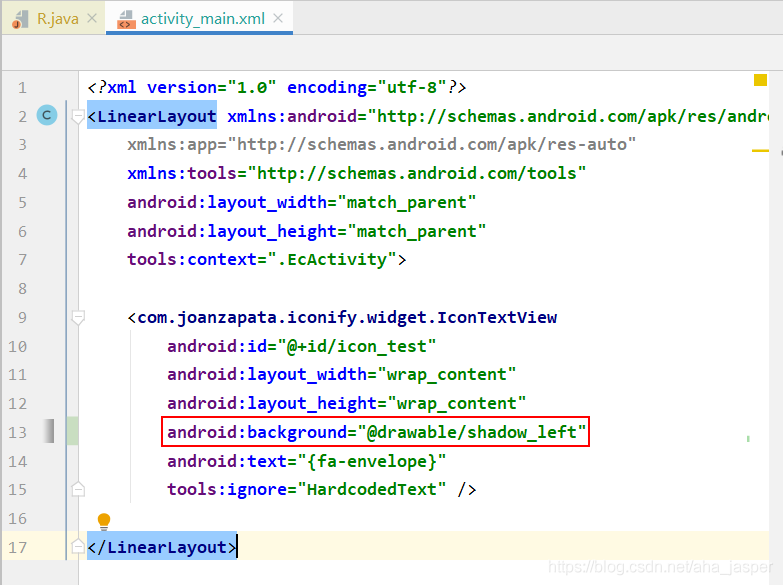 R.java activity_main.xml
1 <?xml version="1.0" encoding="utf-8"?>
2 C <LinearLayout xmlns:android="http://schemas.android.com/apk/res/andro
3 xmlns:app="http://schemas.android.com/apk/res-auto"
4 xmlns:tools="http://schemas.android.com/tools"
5 android:layout_width="match_parent"
6 android:layout_height="match_parent"
7 tools:context=".EcActivity">
8
9 <com.joanzapata.iconify.widget.IconTextView
10 android:id="@+id/icon_test"
11 android:layout_width="wrap_content"
12 android:layout_height="wrap_content"
13 android:background="@drawable/shadow_left"
14 android:text="{fa-envelope}"
15 tools:ignore="HardcodedText" />
16
17 </LinearLayout>
https://blog.csdn.net/aha_jasper